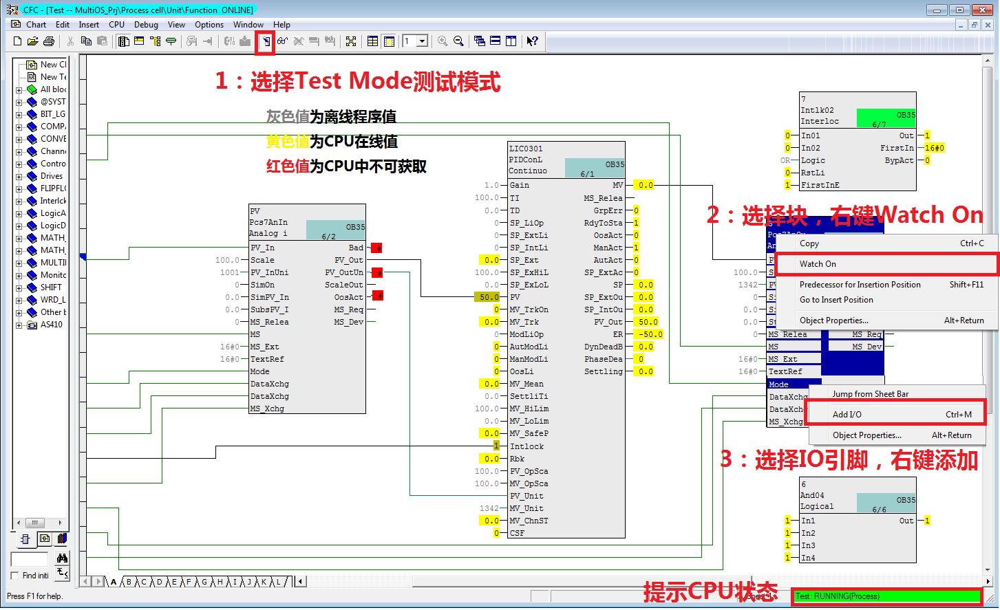 CFC - [Test -- MultiOS_Prj\Process cell\Unit\Function ONLINE]
Chart Edit Insert CPU Debug View Options Window Help
1
1：选择Test Mode测试模式
灰色值为离线程序值
黄色值为CPU在线值
红色值为CPU中不可获取
New Cl
New Te
All bloc
@SYST
BIT_LG
COMPA
CONVE
Channe
Contro
Drives
FLIPFLO
Interlck
LogicA
LogicD
MATH_
MATH_
MULTII
Monito
SHIFT
WRD_L
Other b
AS410
Find initi
PV
Pcs7AnIn
Analog i
OB35
6/2
PV_In Bad #
100.0 Scale PV_Out
1001 PV_InUni PV_OutUn #
0 SimOn ScaleOut
0.0 SimPV_In OosAct #
0.0 SubsPV_I MS_Req
0 MS_Relea MS_Dev
MS
16#0 MS_Ext
16#0 TextRef
Mode
DataXchg
DataXchg
MS_Xchg
LIC0301
PIDConL
Continuo
OB35
6/1
1.0 Gain MV 0.0
100.0 TI MS_Relea
0.0 TD GrpErr 0
0 SP_LiOp RdyToSta 1
0 SP_ExtLi OosAct 0
0 SP_IntLi ManAct 1
0.0 SP_Ext AutAct 0
100.0 SP_ExHiL SP_ExtAc 0
0.0 SP_ExLoL SP 0.0
50.0 PV SP_ExtOu 0.0
0 MV_TrkOn SP_IntOu 0.0
0.0 MV_Trk PV_Out 50.0
0 ModLiOp ER -50.0
0 AutModLi DynDeadB 0.0
0 ManModLi PhaseDea 0
0 OosLi Settling 0.0
0.0 MV_Mean
0.0 SettliTi
100.0 MV_HiLim
0.0 MV_LoLim
0.0 MV_SafeP
1 Intlock
0.0 Rbk
100.0 PV_OpSca
100.0 MV_OpSca
PV_Unit
1342 MV_Unit
0.0 MV_ChnST
0 CSF
7
Intlk02
Interloc
OB35
6/7
0 In01 Out 1
0 In02 FirstIn 16#0
OR Logic BypAct 0
0 RstLi
1 FirstInE
2：选择块，右键Watch On
Pcs7AnOu
Copy Ctrl+C
Watch On
Predecessor for Insertion Position Shift+F11
Go to Insert Position
Object Properties... Alt+Return
100.0
1342
0
0.0
0.0
0 MS_Relea MS_Req
MS MS_Dev
16#0 MS_Ext
16#0 TextRef
Mode
DataXchg
DataXchg
MS_Xchg
Jump from Sheet Bar
Add I/O Ctrl+M
Object Properties... Alt+Return
3：选择IO引脚，右键添加
6
And04
Logical
OB35
6/6
1 In1 Out 1
1 In2
1 In3
1 In4
A B C D E F G H I J K L
提示CPU状态
Press F1 for help.
Test: RUNNING(Process)